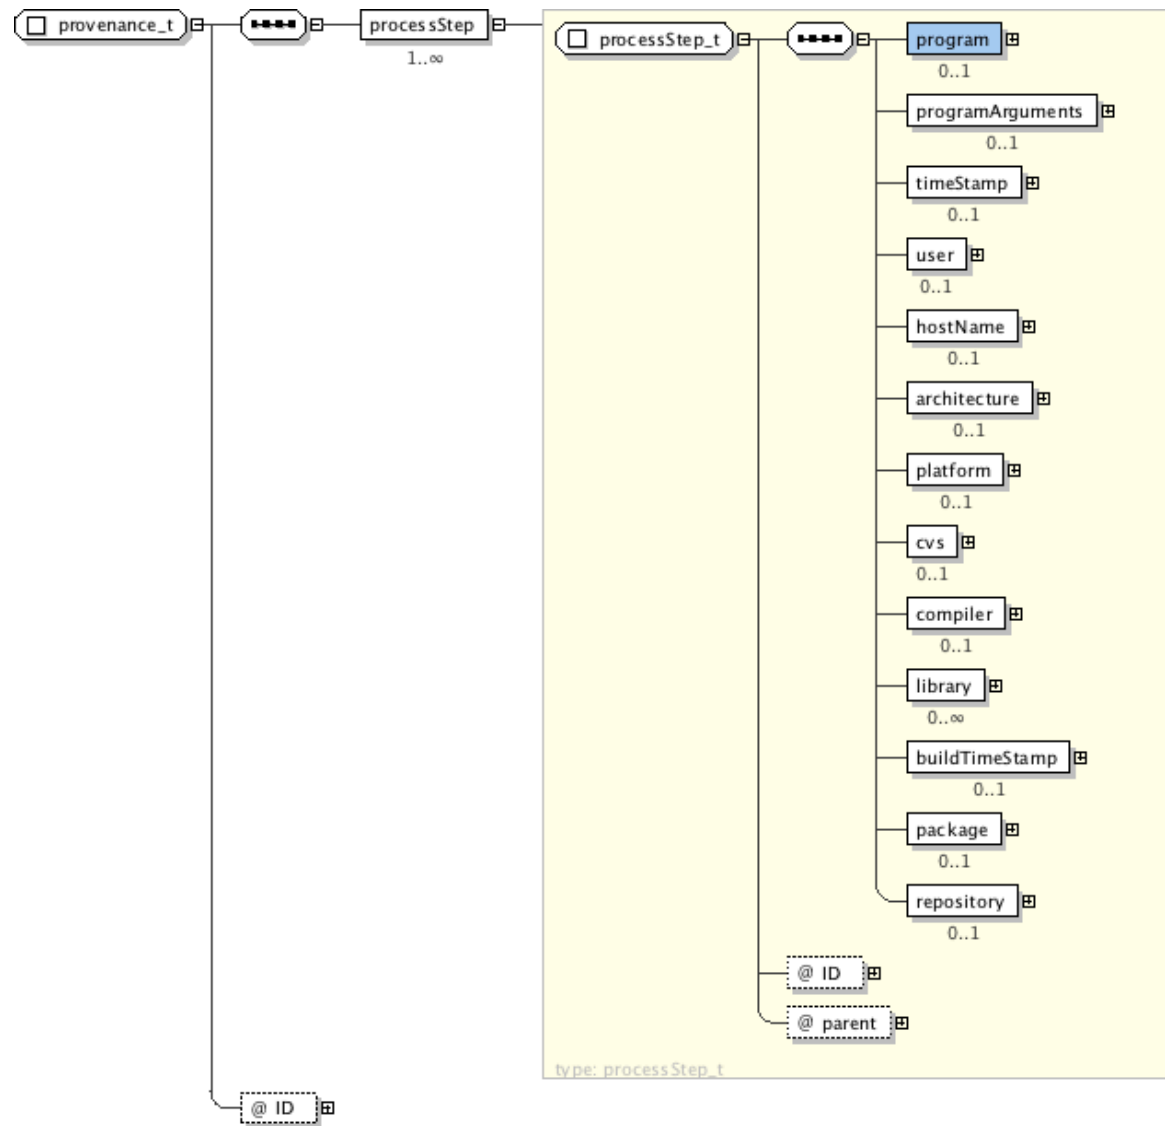 provenance_t
processStep
1..∞
processStep_t
program
0..1
programArguments
0..1
timeStamp
0..1
user
0..1
hostName
0..1
architecture
0..1
platform
0..1
cvs
0..1
compiler
0..1
library
0..∞
buildTimeStamp
0..1
package
0..1
repository
0..1
@ ID
@ parent
type: processStep_t
@ ID